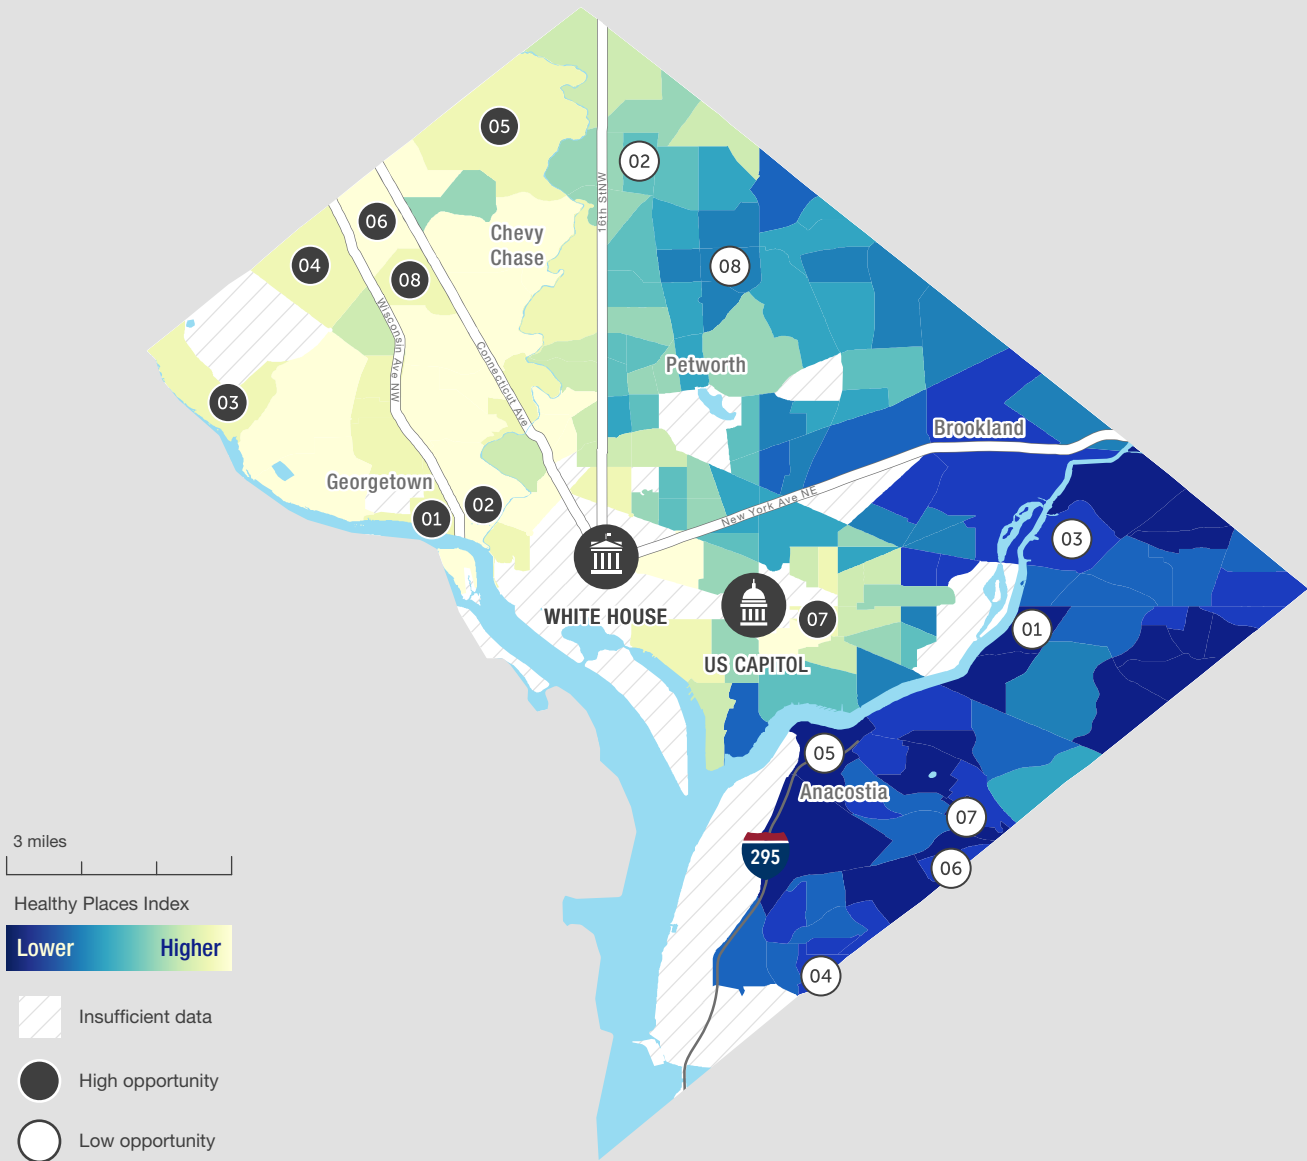 05
02
16th StNW
06
Chevy
Chase
04
08
08
Wisconsin Ave NW
Connecticut Ave
Petworth
03
Brookland
Georgetown
02
01
New York Ave NE
03
WHITE HOUSE
07
01
US CAPITOL
05
Anacostia
07
295
06
04
3 miles
Healthy Places Index
Lower
Higher
Insufficient data
High opportunity
Low opportunity